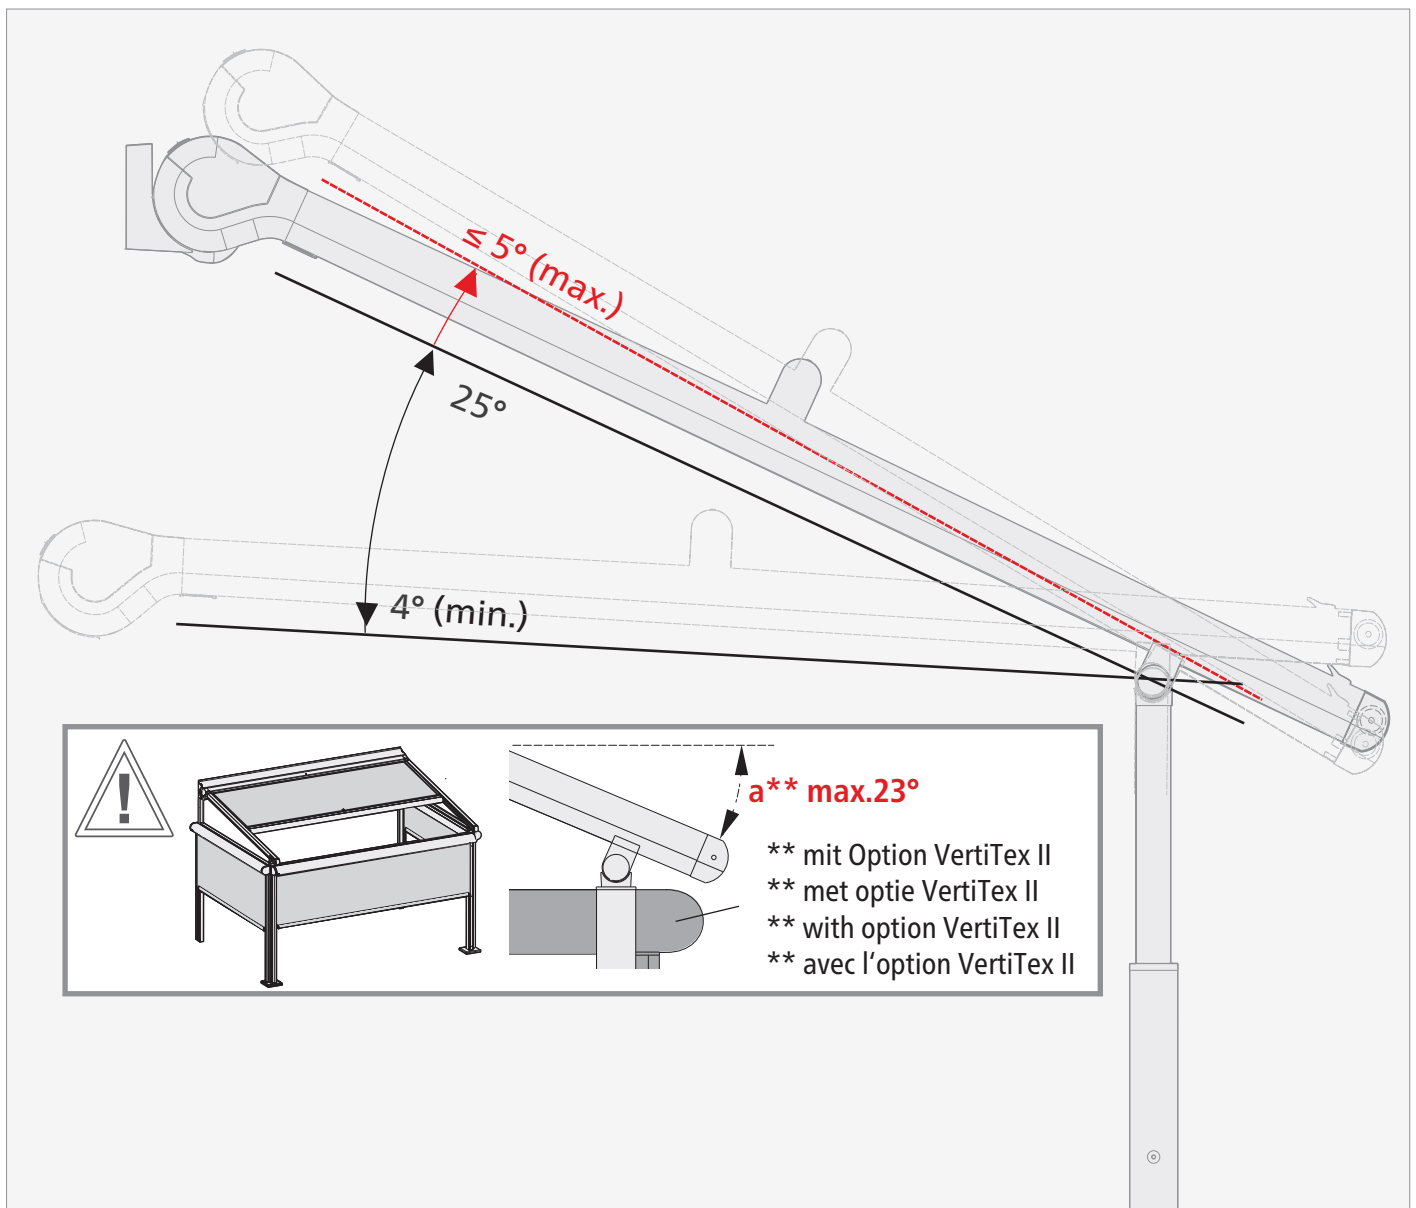 ≤ 5° (max.)
25°
4° (min.)
a** max.23°
** mit Option VertiTex II
** met optie VertiTex II
** with option VertiTex II
** avec l‘option VertiTex II